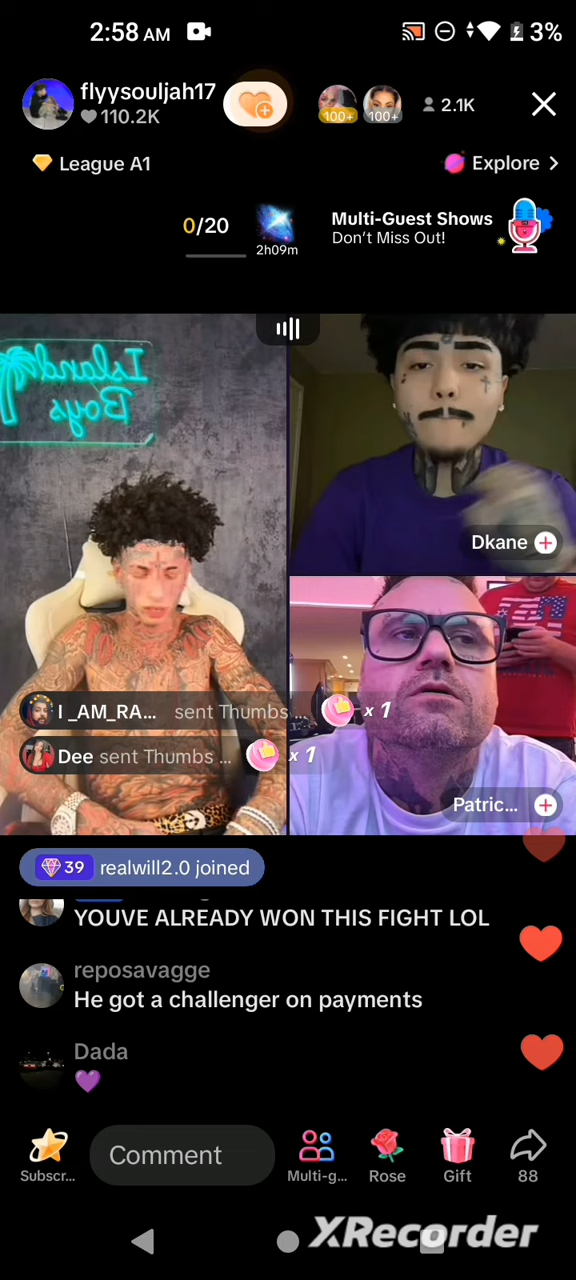 2:58 AM
3%
flyysouljah17
110.2K
100+
100+
2.1K
League A1
Explore >
0/20
2h09m
Multi-Guest Shows
Don't Miss Out!
Island
Boys
Dkane
I _AM_RA... sent Thumbs ... x 1
Dee sent Thumbs ... x 1
Patric...
39 realwill2.0 joined
YOUVE ALREADY WON THIS FIGHT LOL
reposavagge
He got a challenger on payments
Dada
💜
Comment
Subscr...
Multi-g...
Rose
Gift
88
XRecorder